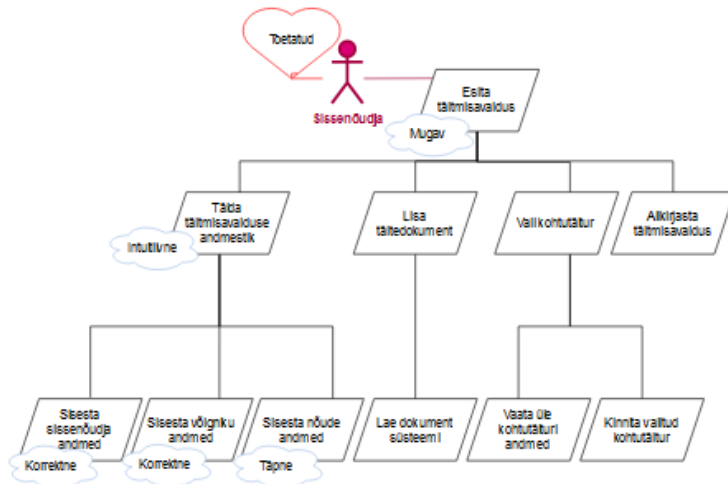 Toetatud
Sissenõudja
Esita
täitmisavaldus
Mugav
Täida
täitmisavalduse
andmestik
Intuitiivne
Lisa
täitedokument
Vali kohtutäitur
Allkirjasta
täitmisavaldus
Sisesta
sissenõudja
andmed
Korrektne
Sisesta võlgniku
andmed
Korrektne
Sisesta nõude
andmed
Täpne
Lae dokument
süsteemi
Vaata üle
kohtutäituri
andmed
Kinnita valitud
kohtutäitur